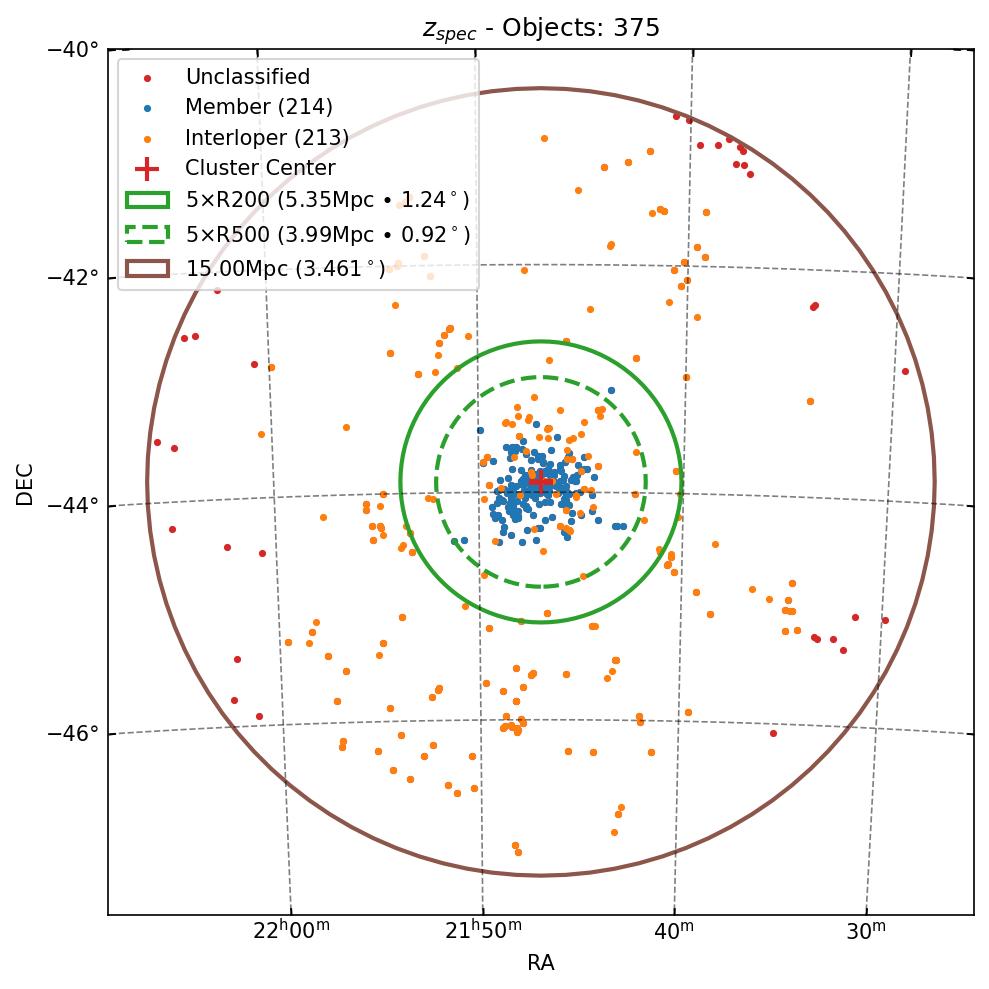 z_spec - Objects: 375
−40°
Unclassified
Member (214)
Interloper (213)
Cluster Center
5×R200 (5.35Mpc • 1.24°)
5×R500 (3.99Mpc • 0.92°)
15.00Mpc (3.461°)
−42°
DEC
−44°
−46°
22h00m 21h50m 40m 30m
RA